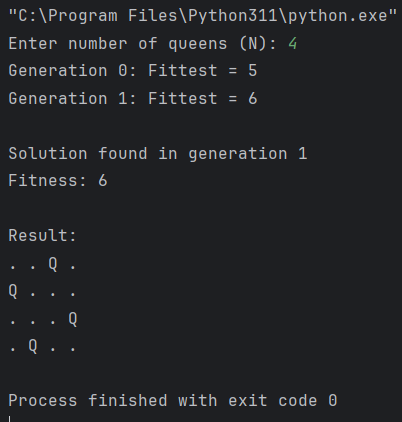 "C:\Program Files\Python311\python.exe"
Enter number of queens (N): 4
Generation 0: Fittest = 5
Generation 1: Fittest = 6
Solution found in generation 1
Fitness: 6
Result:
. . Q .
Q . . .
. . . Q
. Q . .
Process finished with exit code 0